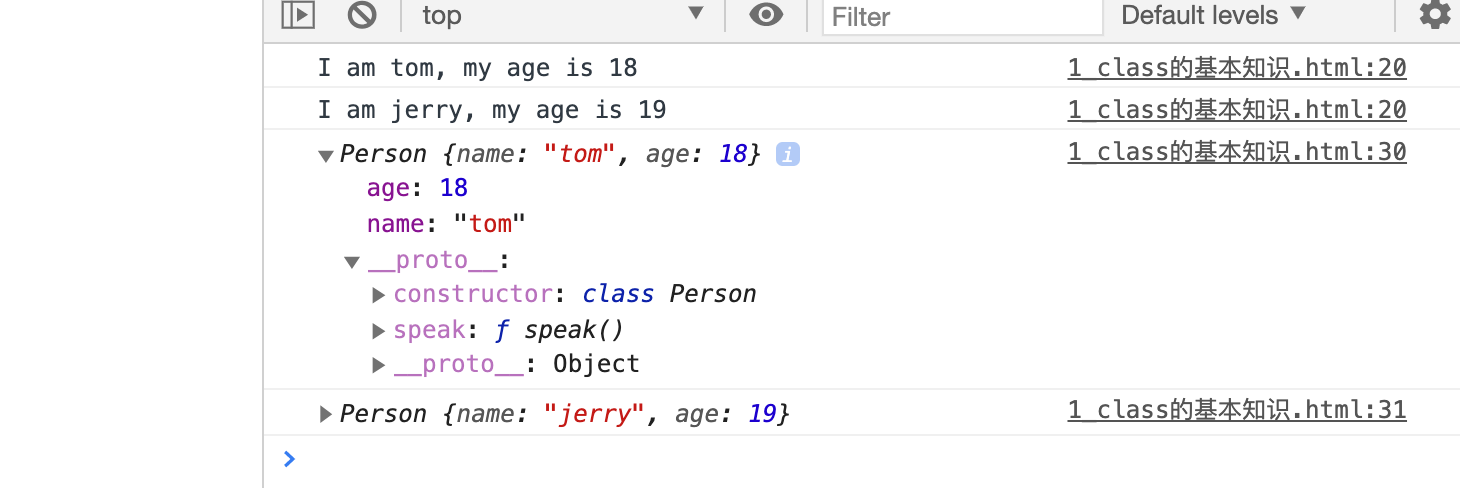 top Filter Default levels
I am tom, my age is 18 1_class的基本知识.html:20
I am jerry, my age is 19 1_class的基本知识.html:20
Person {name: "tom", age: 18} i 1_class的基本知识.html:30
age: 18
name: "tom"
__proto__:
constructor: class Person
speak: ƒ speak()
__proto__: Object
Person {name: "jerry", age: 19} 1_class的基本知识.html:31